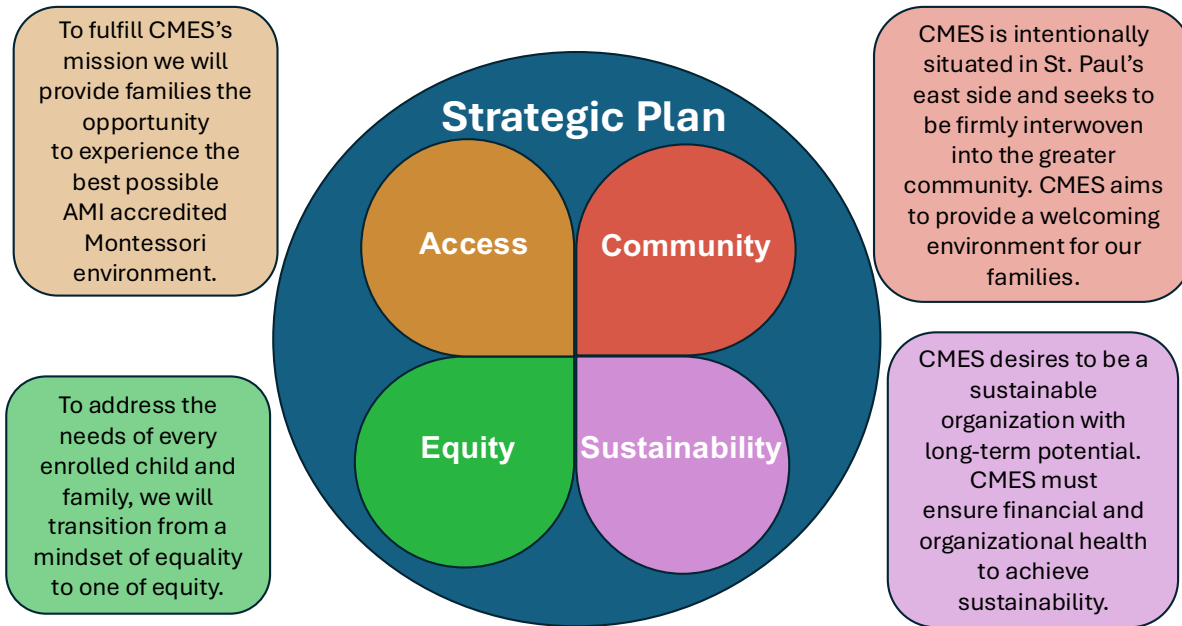 To fulfill CMES’s
mission we will
provide families the
opportunity
to experience the
best possible
AMI accredited
Montessori
environment.
Strategic Plan
Access
Community
Equity
Sustainability
CMES is intentionally
situated in St. Paul’s
east side and seeks to
be firmly interwoven
into the greater
community. CMES aims
to provide a welcoming
environment for our
families.
To address the
needs of every
enrolled child and
family, we will
transition from a
mindset of equality
to one of equity.
CMES desires to be a
sustainable
organization with
long-term potential.
CMES must
ensure financial and
organizational health
to achieve
sustainability.